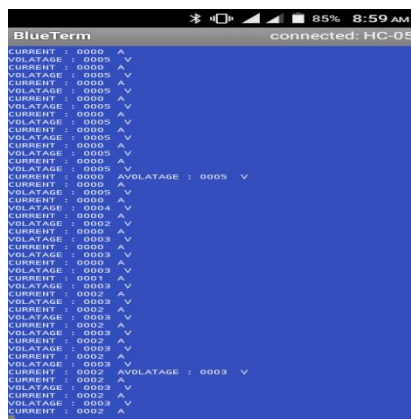 85% 8:59 AM
BlueTerm connected: HC-05
CURRENT : 0000 A
VOLATAGE : 0005 V
CURRENT : 0000 A
VOLATAGE : 0005 V
CURRENT : 0000 A
VOLATAGE : 0005 V
CURRENT : 0000 A
VOLATAGE : 0005 V
CURRENT : 0000 A
VOLATAGE : 0005 V
CURRENT : 0000 A
VOLATAGE : 0005 V
CURRENT : 0000 A
VOLATAGE : 0005 V
CURRENT : 0000 A
VOLATAGE : 0005 V
CURRENT : 0000 AVOLATAGE : 0005 V
CURRENT : 0000 A
VOLATAGE : 0005 V
CURRENT : 0000 A
VOLATAGE : 0004 V
CURRENT : 0000 A
VOLATAGE : 0002 V
CURRENT : 0000 A
VOLATAGE : 0003 V
CURRENT : 0000 A
VOLATAGE : 0003 V
CURRENT : 0000 A
VOLATAGE : 0003 V
CURRENT : 0001 A
VOLATAGE : 0003 V
CURRENT : 0002 A
VOLATAGE : 0003 V
CURRENT : 0002 A
VOLATAGE : 0003 V
CURRENT : 0002 A
VOLATAGE : 0003 V
CURRENT : 0002 A
VOLATAGE : 0003 V
CURRENT : 0002 A
VOLATAGE : 0003 V
CURRENT : 0002 AVOLATAGE : 0003 V
CURRENT : 0002 A
VOLATAGE : 0003 V
CURRENT : 0002 A
VOLATAGE : 0003 V
CURRENT : 0002 A